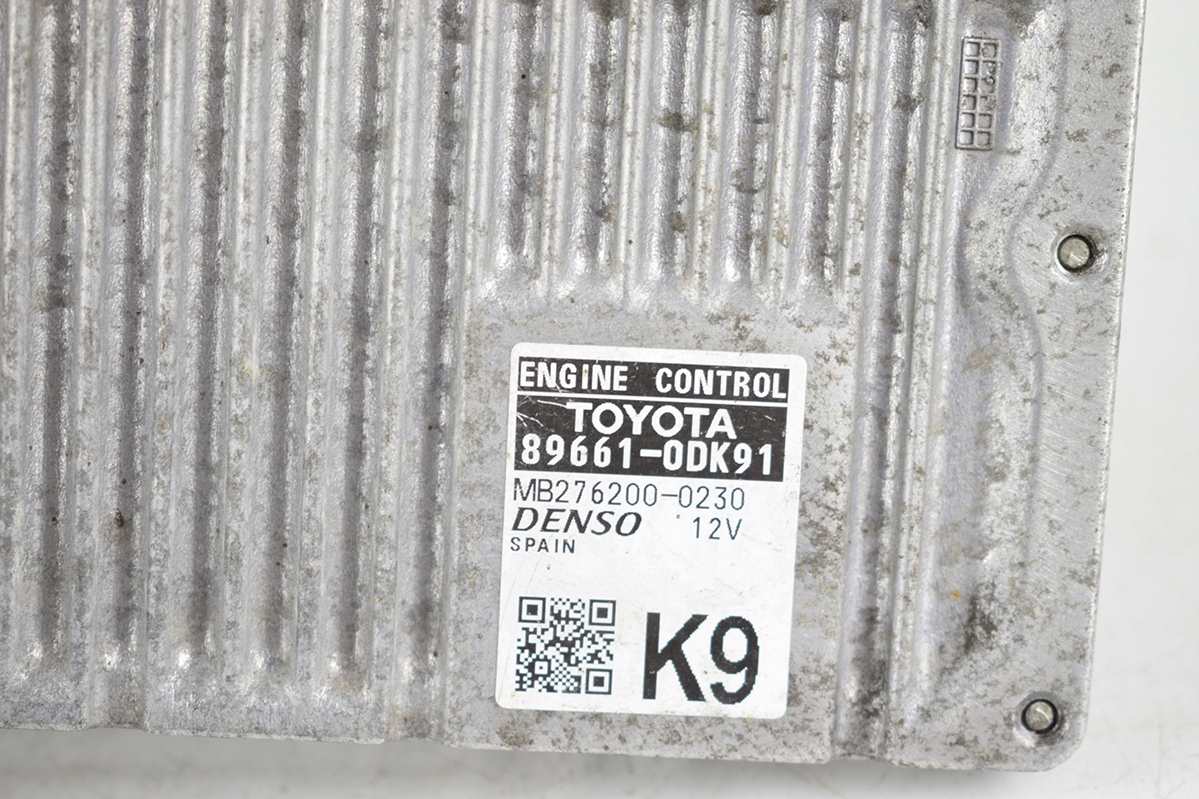 ENGINE CONTROL
TOYOTA
89661-0DK91
MB276200-0230
DENSO 12V
SPAIN
K9